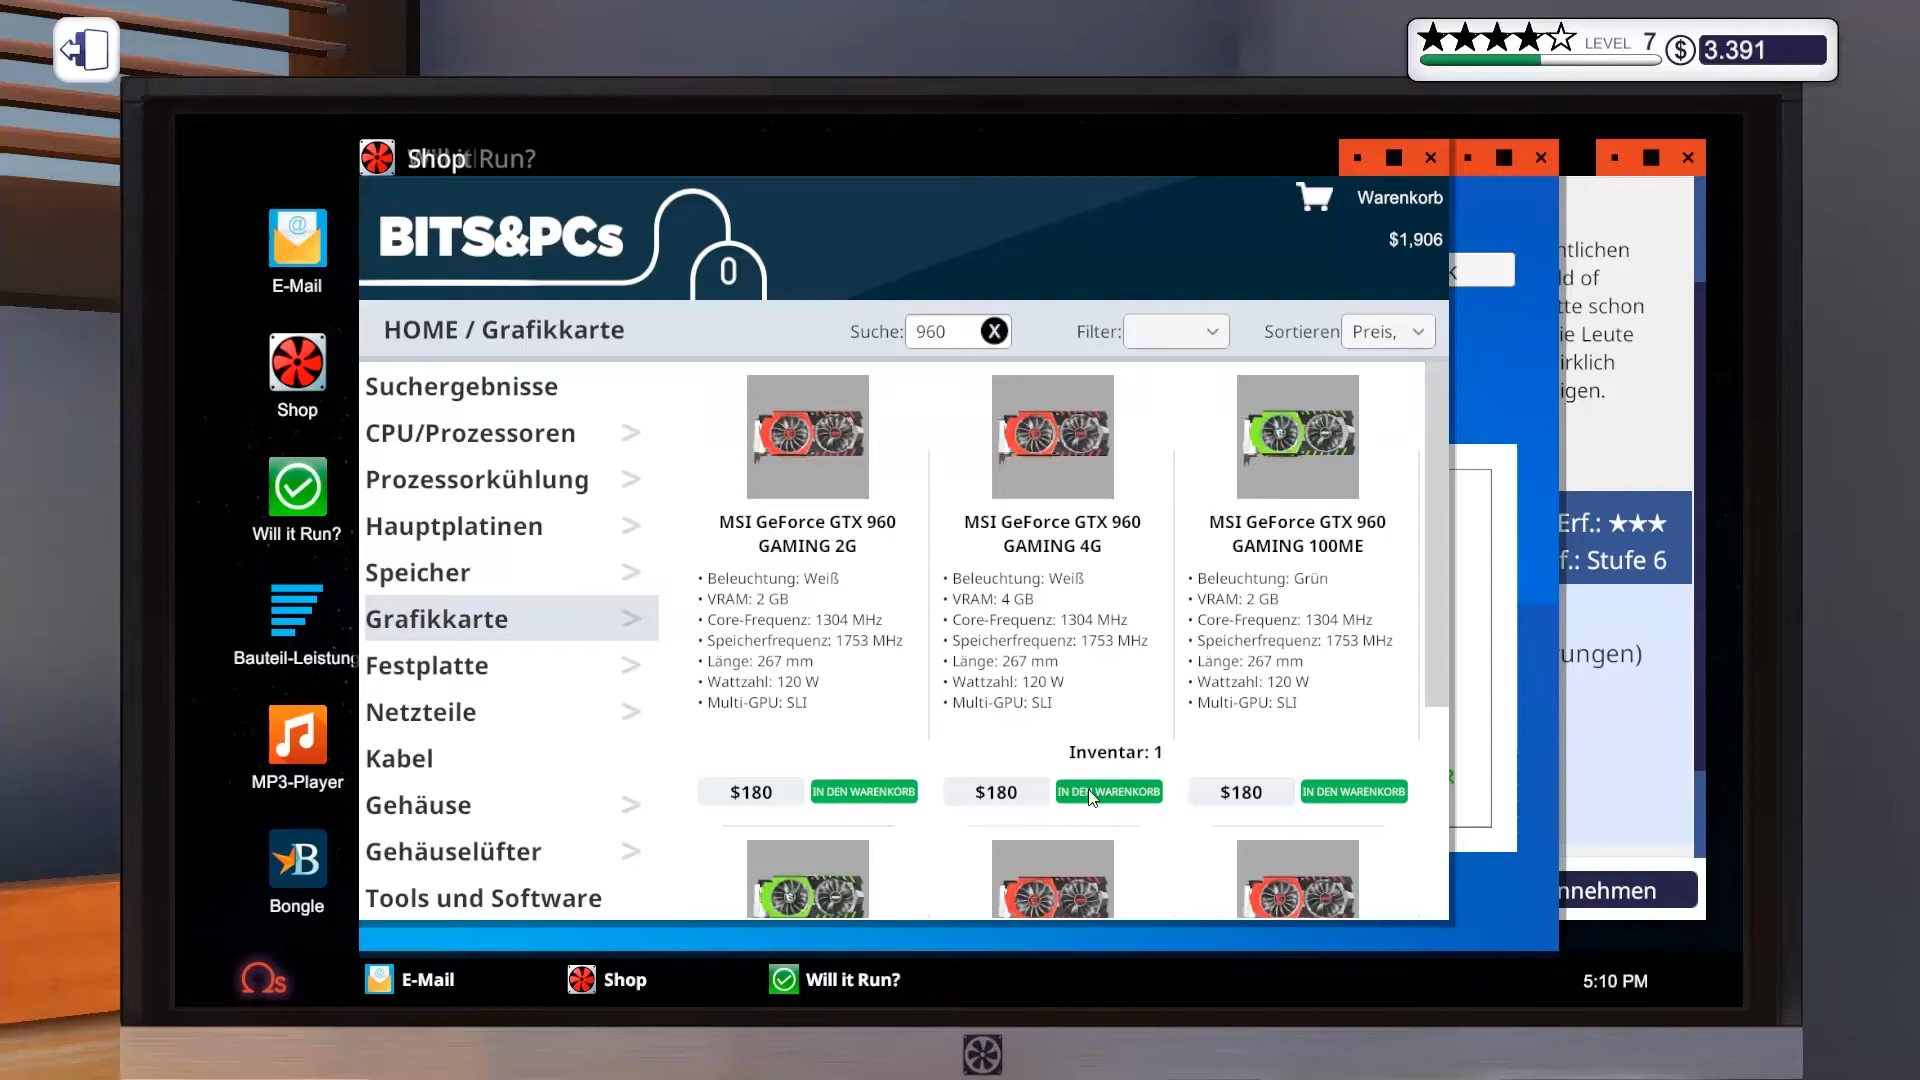 LEVEL 7
$ 3.391
Shop
Run?
BITS&PCs
Warenkorb
$1,906
HOME / Grafikkarte
Suche: 960 X
Filter:
Sortieren Preis,
E-Mail
Shop
Will it Run?
Bauteil-Leistung
MP3-Player
Bongle
Suchergebnisse
CPU/Prozessoren >
Prozessorkühlung >
Hauptplatinen >
Speicher >
Grafikkarte >
Festplatte >
Netzteile >
Kabel
Gehäuse >
Gehäuselüfter >
Tools und Software
MSI GeForce GTX 960
GAMING 2G
• Beleuchtung: Weiß
• VRAM: 2 GB
• Core-Frequenz: 1304 MHz
• Speicherfrequenz: 1753 MHz
• Länge: 267 mm
• Wattzahl: 120 W
• Multi-GPU: SLI
$180
IN DEN WARENKORB
MSI GeForce GTX 960
GAMING 4G
• Beleuchtung: Weiß
• VRAM: 4 GB
• Core-Frequenz: 1304 MHz
• Speicherfrequenz: 1753 MHz
• Länge: 267 mm
• Wattzahl: 120 W
• Multi-GPU: SLI
Inventar: 1
$180
IN DEN WARENKORB
MSI GeForce GTX 960
GAMING 100ME
• Beleuchtung: Grün
• VRAM: 2 GB
• Core-Frequenz: 1304 MHz
• Speicherfrequenz: 1753 MHz
• Länge: 267 mm
• Wattzahl: 120 W
• Multi-GPU: SLI
$180
IN DEN WARENKORB
ntlichen
ld of
tte schon
ie Leute
irklich
igen.
Erf.: ★★★
f.: Stufe 6
ungen)
nnehmen
Ωs
E-Mail
Shop
Will it Run?
5:10 PM